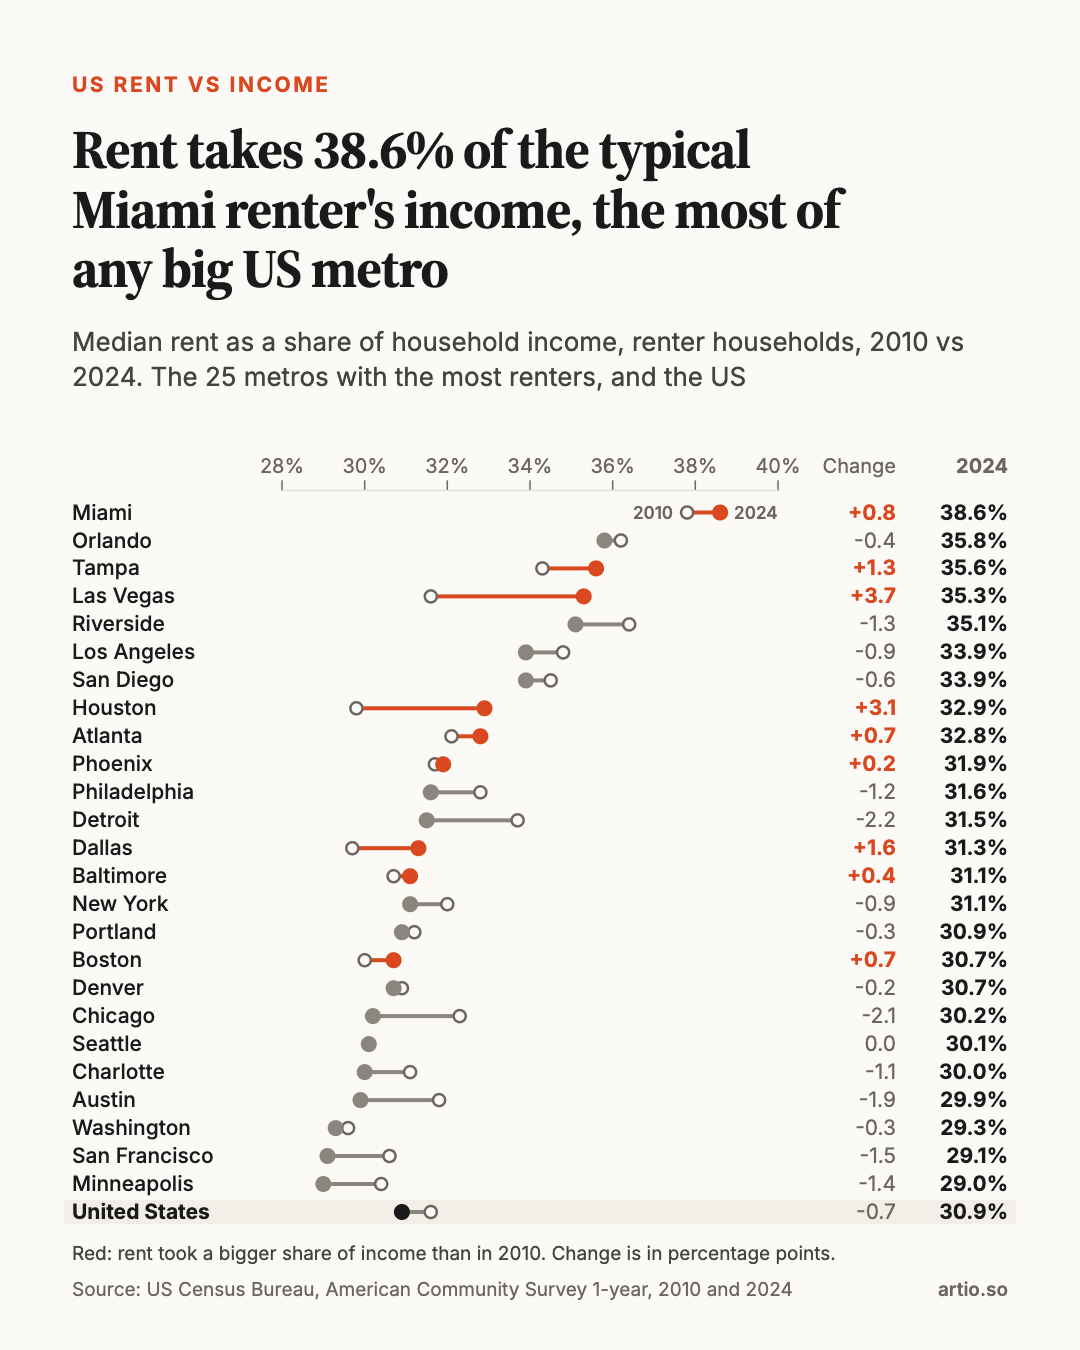 US RENT VS INCOME
Rent takes 38.6% of the typical
Miami renter's income, the most of
any big US metro
Median rent as a share of household income, renter households, 2010 vs
2024. The 25 metros with the most renters, and the US
28% 30% 32% 34% 36% 38% 40% Change 2024
Miami 2010 2024 +0.8 38.6%
Orlando -0.4 35.8%
Tampa +1.3 35.6%
Las Vegas +3.7 35.3%
Riverside -1.3 35.1%
Los Angeles -0.9 33.9%
San Diego -0.6 33.9%
Houston +3.1 32.9%
Atlanta +0.7 32.8%
Phoenix +0.2 31.9%
Philadelphia -1.2 31.6%
Detroit -2.2 31.5%
Dallas +1.6 31.3%
Baltimore +0.4 31.1%
New York -0.9 31.1%
Portland -0.3 30.9%
Boston +0.7 30.7%
Denver -0.2 30.7%
Chicago -2.1 30.2%
Seattle 0.0 30.1%
Charlotte -1.1 30.0%
Austin -1.9 29.9%
Washington -0.3 29.3%
San Francisco -1.5 29.1%
Minneapolis -1.4 29.0%
United States -0.7 30.9%
Red: rent took a bigger share of income than in 2010. Change is in percentage points.
Source: US Census Bureau, American Community Survey 1-year, 2010 and 2024 artio.so